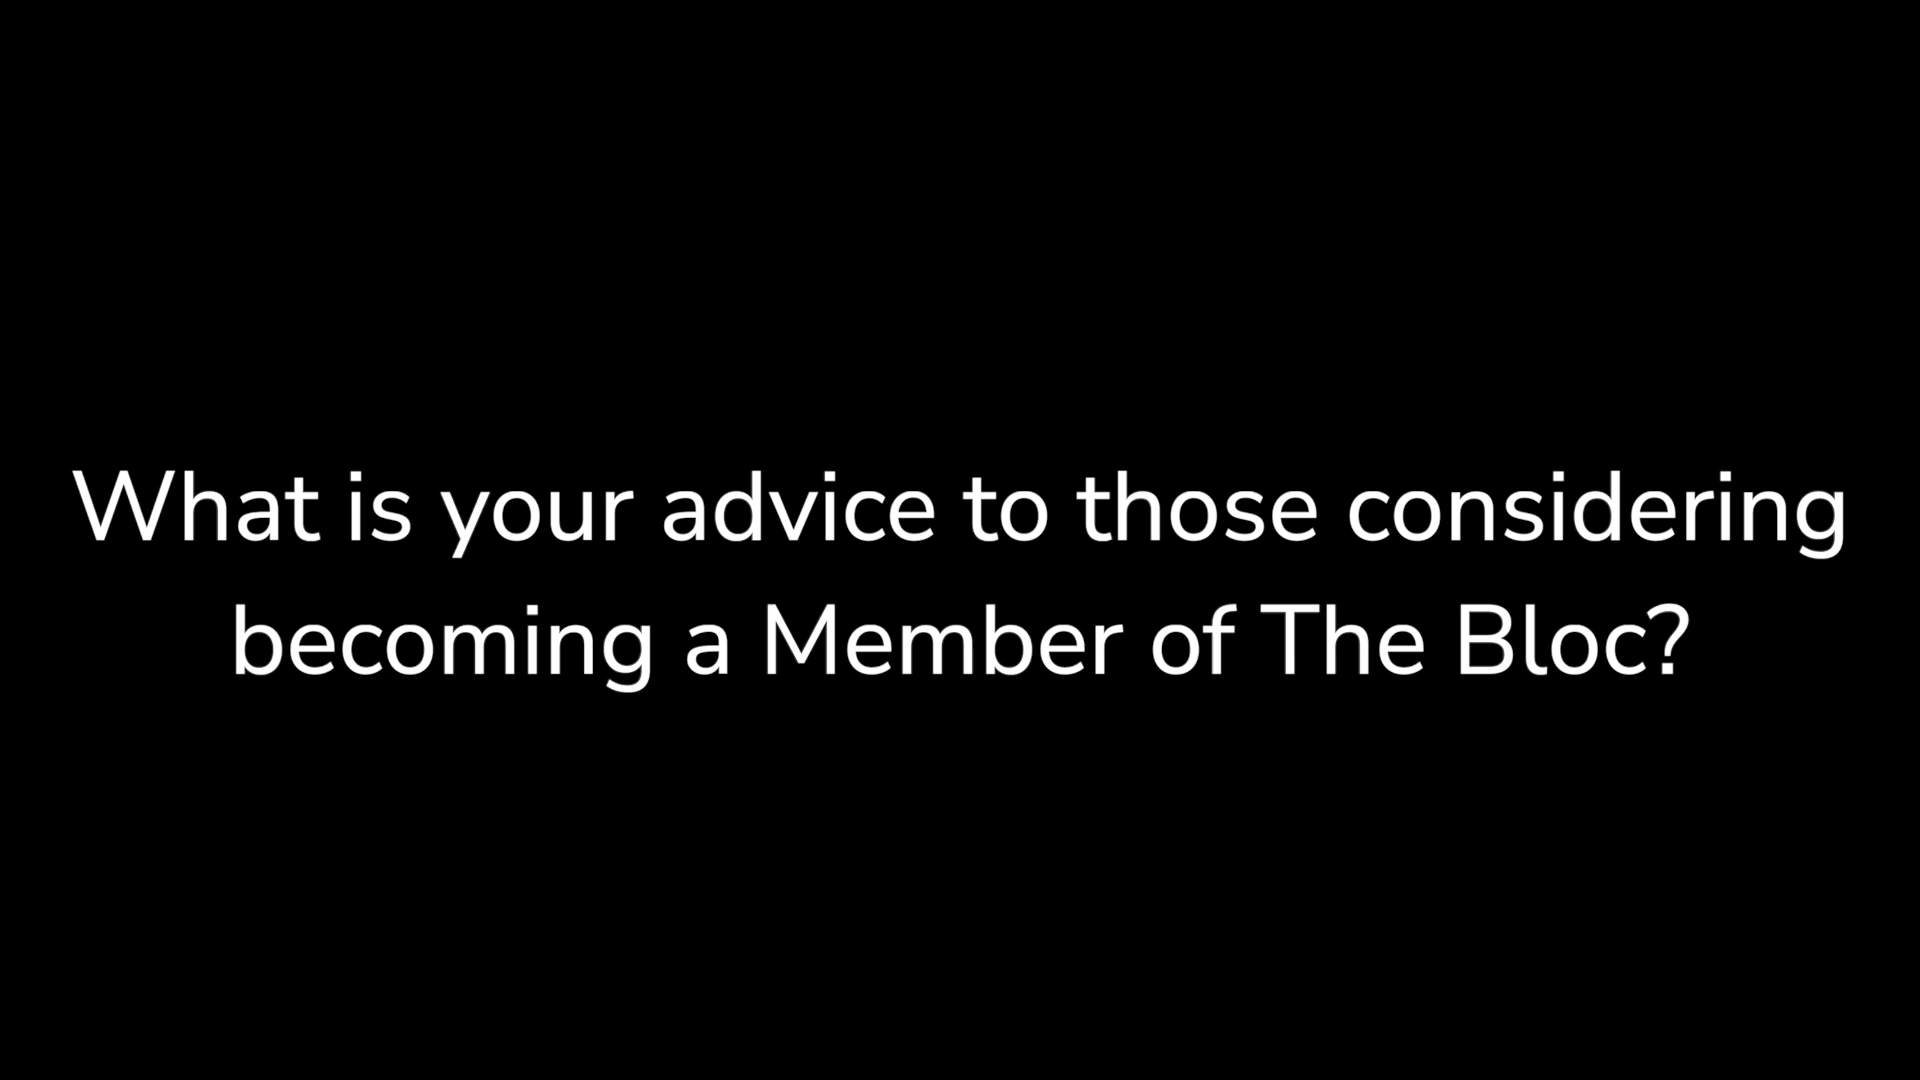 What is your advice to those considering
becoming a Member of The Bloc?